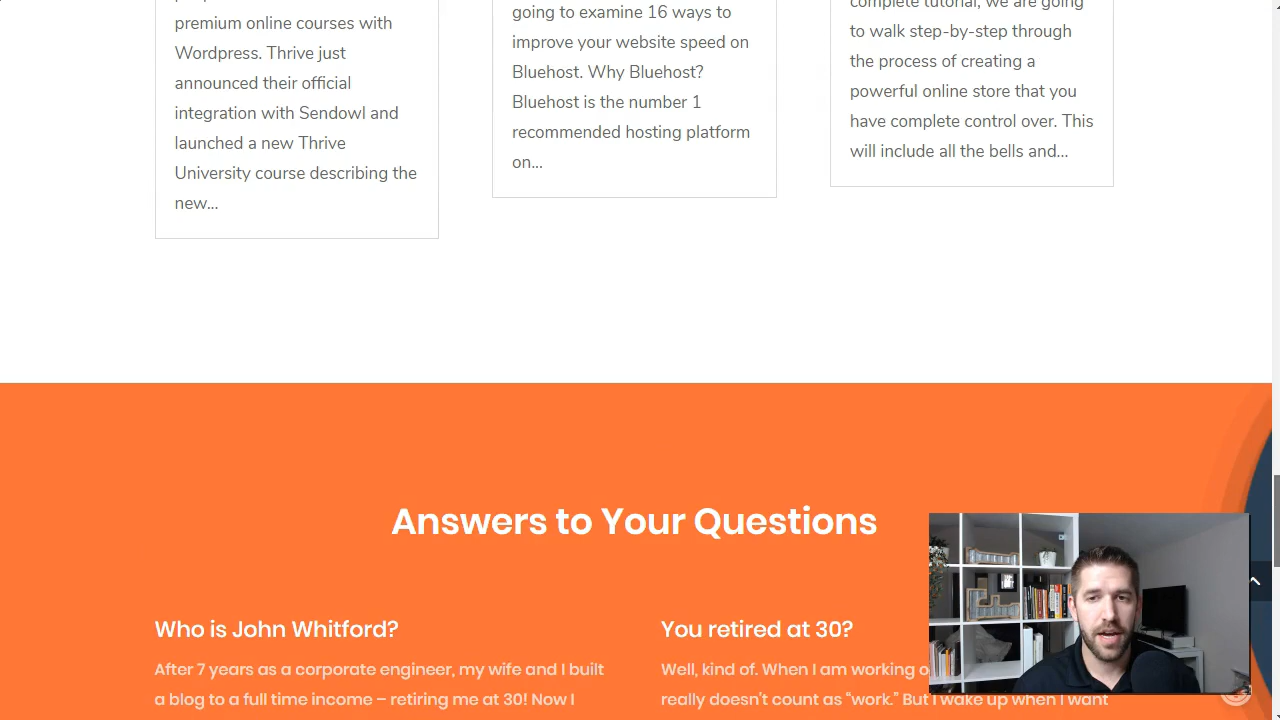 premium online courses with
Wordpress. Thrive just
announced their official
integration with Sendowl and
launched a new Thrive
University course describing the
new...
going to examine 16 ways to
improve your website speed on
Bluehost. Why Bluehost?
Bluehost is the number 1
recommended hosting platform
on...
complete tutorial, we are going
to walk step-by-step through
the process of creating a
powerful online store that you
have complete control over. This
will include all the bells and...
Answers to Your Questions
Who is John Whitford?
After 7 years as a corporate engineer, my wife and I built
a blog to a full time income – retiring me at 30! Now I
You retired at 30?
Well, kind of. When I am working
really doesn't count as "work." But I wake up when I want